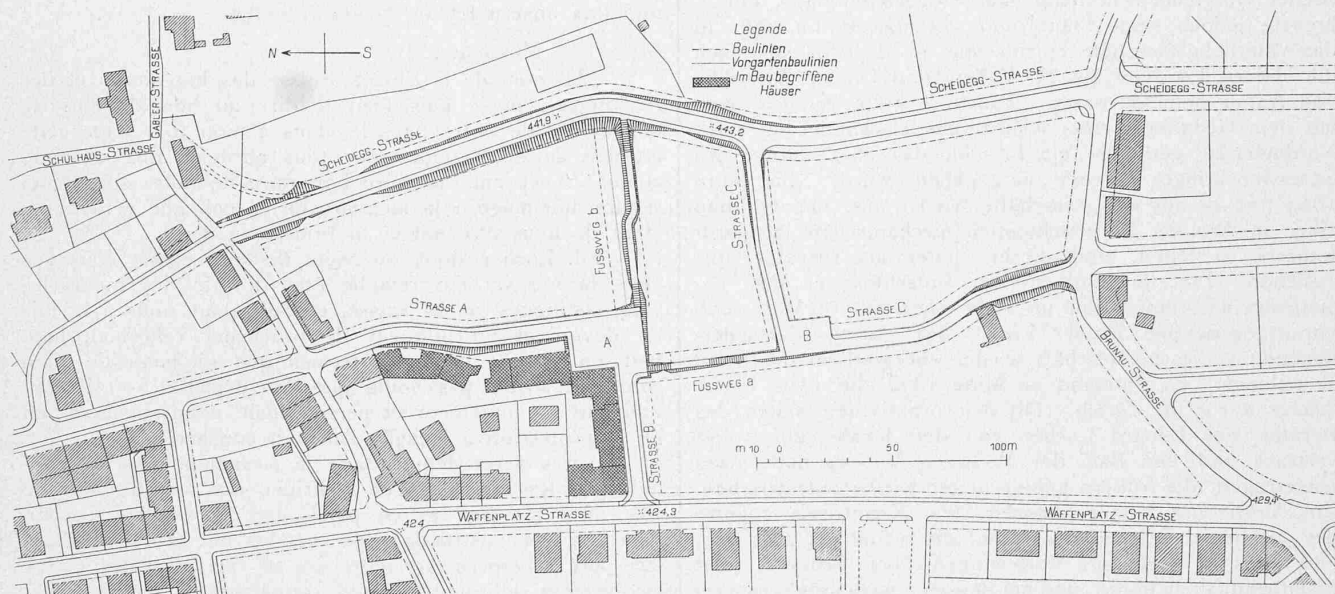 Legende
Baulinien
Vorgartenbaulinien
Jm Bau begriffene
Häuser
N S
GABLER-STRASSE
SCHULHAUS-STRASSE
SCHEIDEGG-STRASSE
441,9
443,2
SCHEIDEGG-STRASSE
SCHEIDEGG-STRASSE
FUSSWEG b
STRASSE C
STRASSE A
A
B
STRASSE C
FUSSWEG a
BRUNAU-STRASSE
STRASSE B
m 10 0 50 100m
424
WAFFENPLATZ-STRASSE
424,3
WAFFENPLATZ-STRASSE
429,4